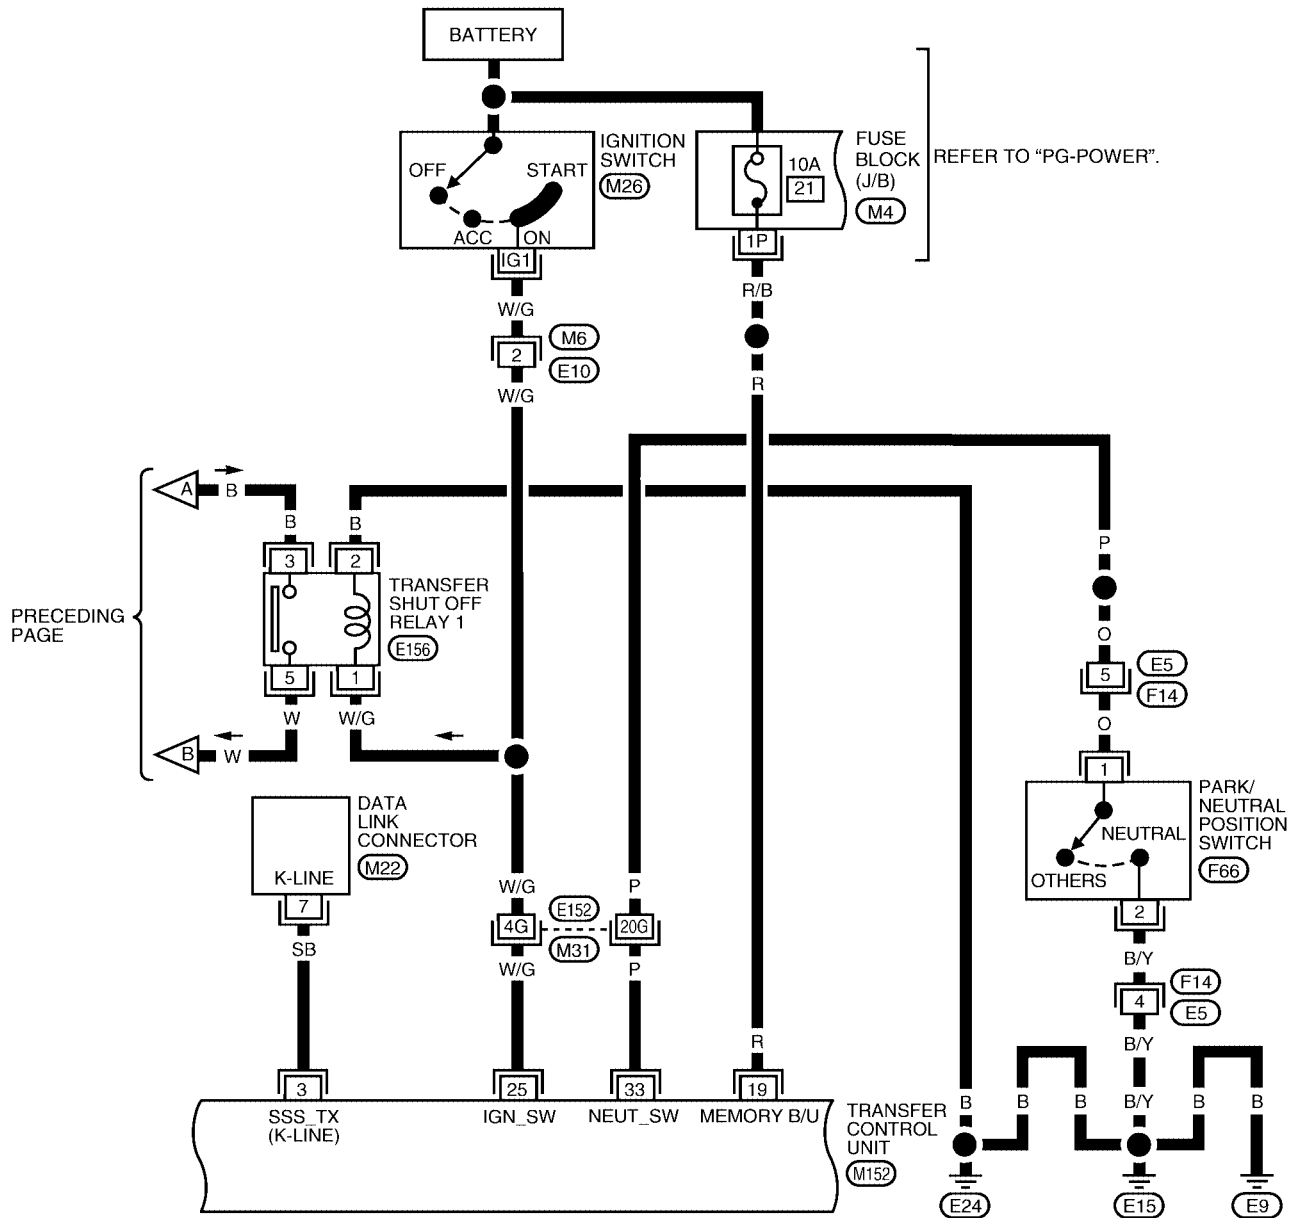 BATTERY
IGNITION
SWITCH
M26
OFF
START
ACC
ON
IG1
10A
21
1P
FUSE
BLOCK
(J/B)
M4
REFER TO “PG-POWER”.
W/G
R/B
2
M6
E10
W/G
R
A
B
B
B
P
3
2
TRANSFER
SHUT OFF
RELAY 1
E156
PRECEDING
PAGE
5
1
W
W/G
B
W
O
5
E5
F14
O
1
PARK/
NEUTRAL
POSITION
SWITCH
F66
NEUTRAL
OTHERS
2
B/Y
4
F14
E5
B/Y
DATA
LINK
CONNECTOR
M22
K-LINE
7
SB
W/G
P
4G
E152
M31
20G
W/G
P
R
3
25
33
19
SSS_TX
(K-LINE)
IGN_SW
NEUT_SW
MEMORY B/U
TRANSFER
CONTROL
UNIT
M152
B
B
B
B/Y
B
B
E24
E15
E9